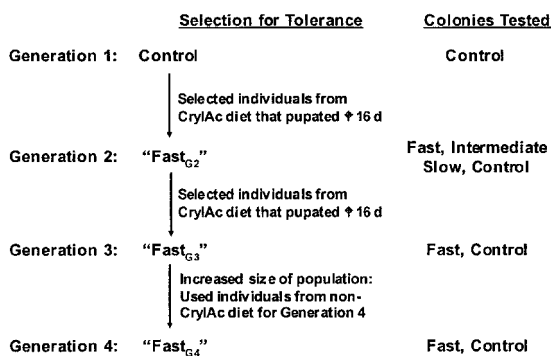 Selection for Tolerance Colonies Tested
Generation 1: Control Control
Selected individuals from
CrylAc diet that pupated ↑ 16 d
Generation 2: “Fast_G2” Fast, Intermediate
Slow, Control
Selected individuals from
CrylAc diet that pupated ↑ 16 d
Generation 3: “Fast_G3” Fast, Control
Increased size of population:
Used individuals from non-
CrylAc diet for Generation 4
Generation 4: “Fast_G4” Fast, Control